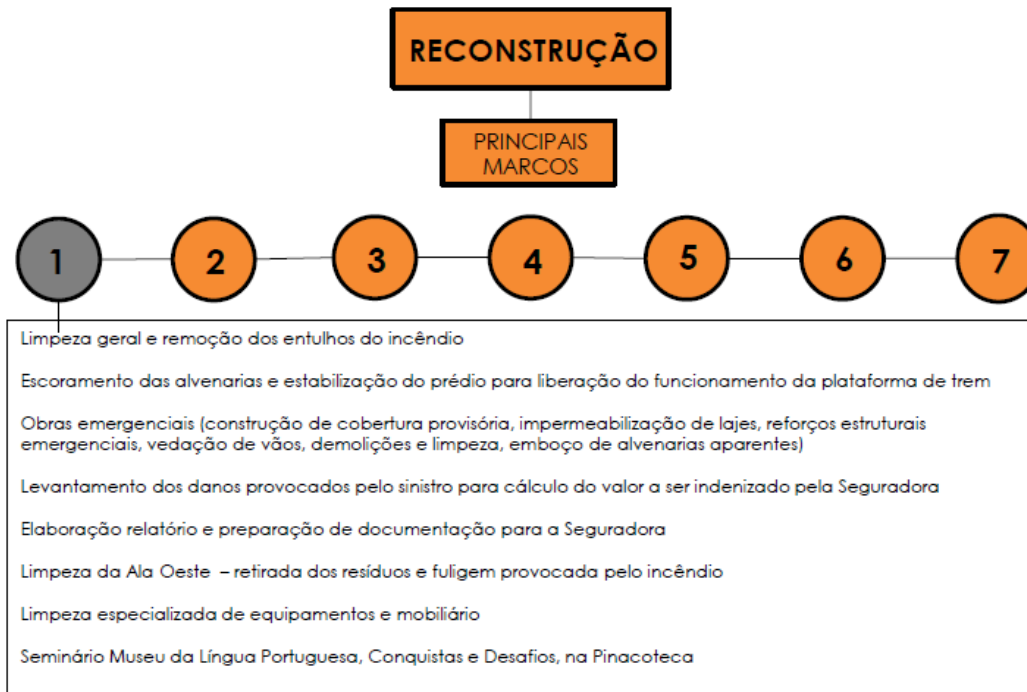 RECONSTRUÇÃO
PRINCIPAIS
MARCOS
1 2 3 4 5 6 7
Limpeza geral e remoção dos entulhos do incêndio
Escoramento das alvenarias e estabilização do prédio para liberação do funcionamento da plataforma de trem
Obras emergenciais (construção de cobertura provisória, impermeabilização de lajes, reforços estruturais
emergenciais, vedação de vãos, demolições e limpeza, emboço de alvenarias aparentes)
Levantamento dos danos provocados pelo sinistro para cálculo do valor a ser indenizado pela Seguradora
Elaboração relatório e preparação de documentação para a Seguradora
Limpeza da Ala Oeste – retirada dos resíduos e fuligem provocada pelo incêndio
Limpeza especializada de equipamentos e mobiliário
Seminário Museu da Língua Portuguesa, Conquistas e Desafios, na Pinacoteca